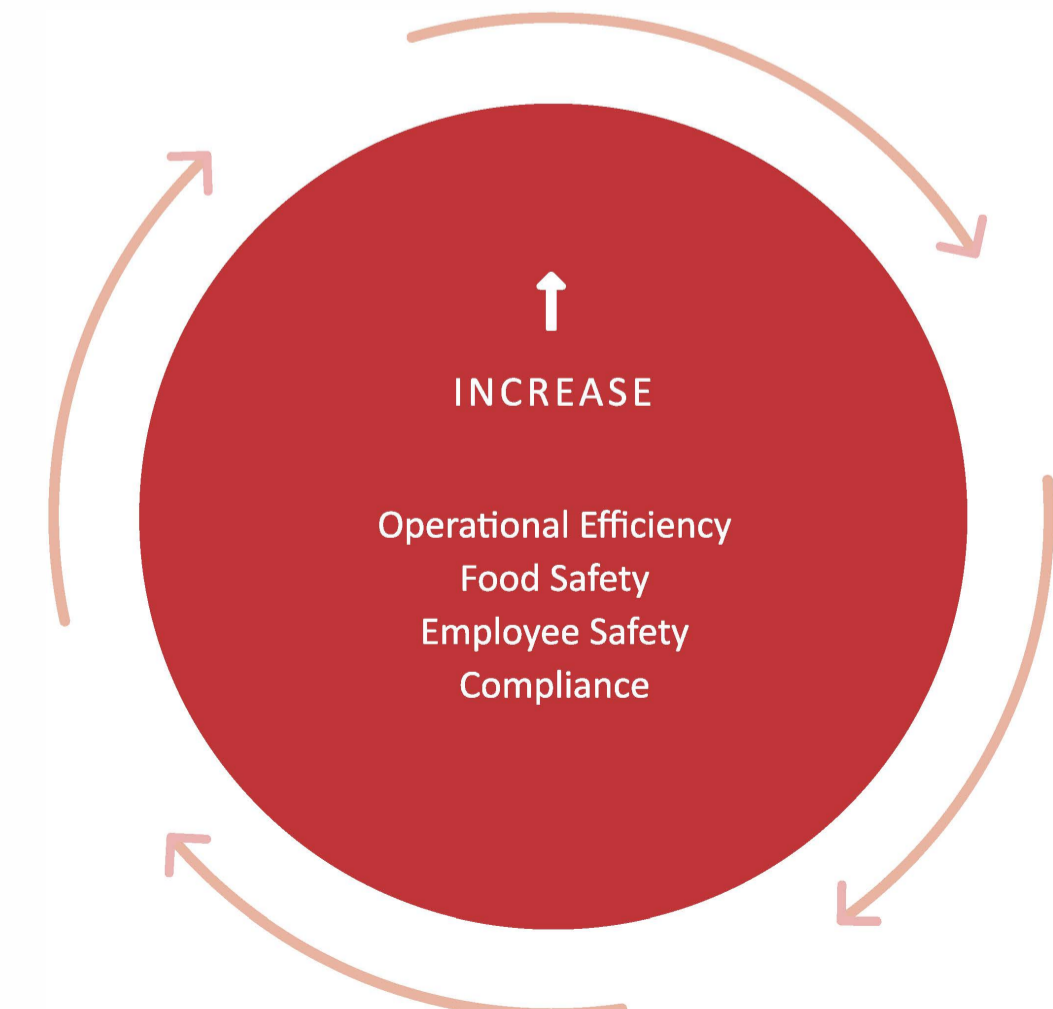 INCREASE
Operational Efficiency
Food Safety
Employee Safety
Compliance